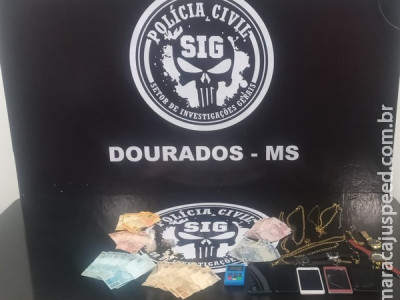 POLÍCIA CIVIL
SIG
SETOR DE INVESTIGAÇÕES GERAIS
DOURADOS - MS
POLÍCIA CIVIL
SIG
maracajuspeed.com.br